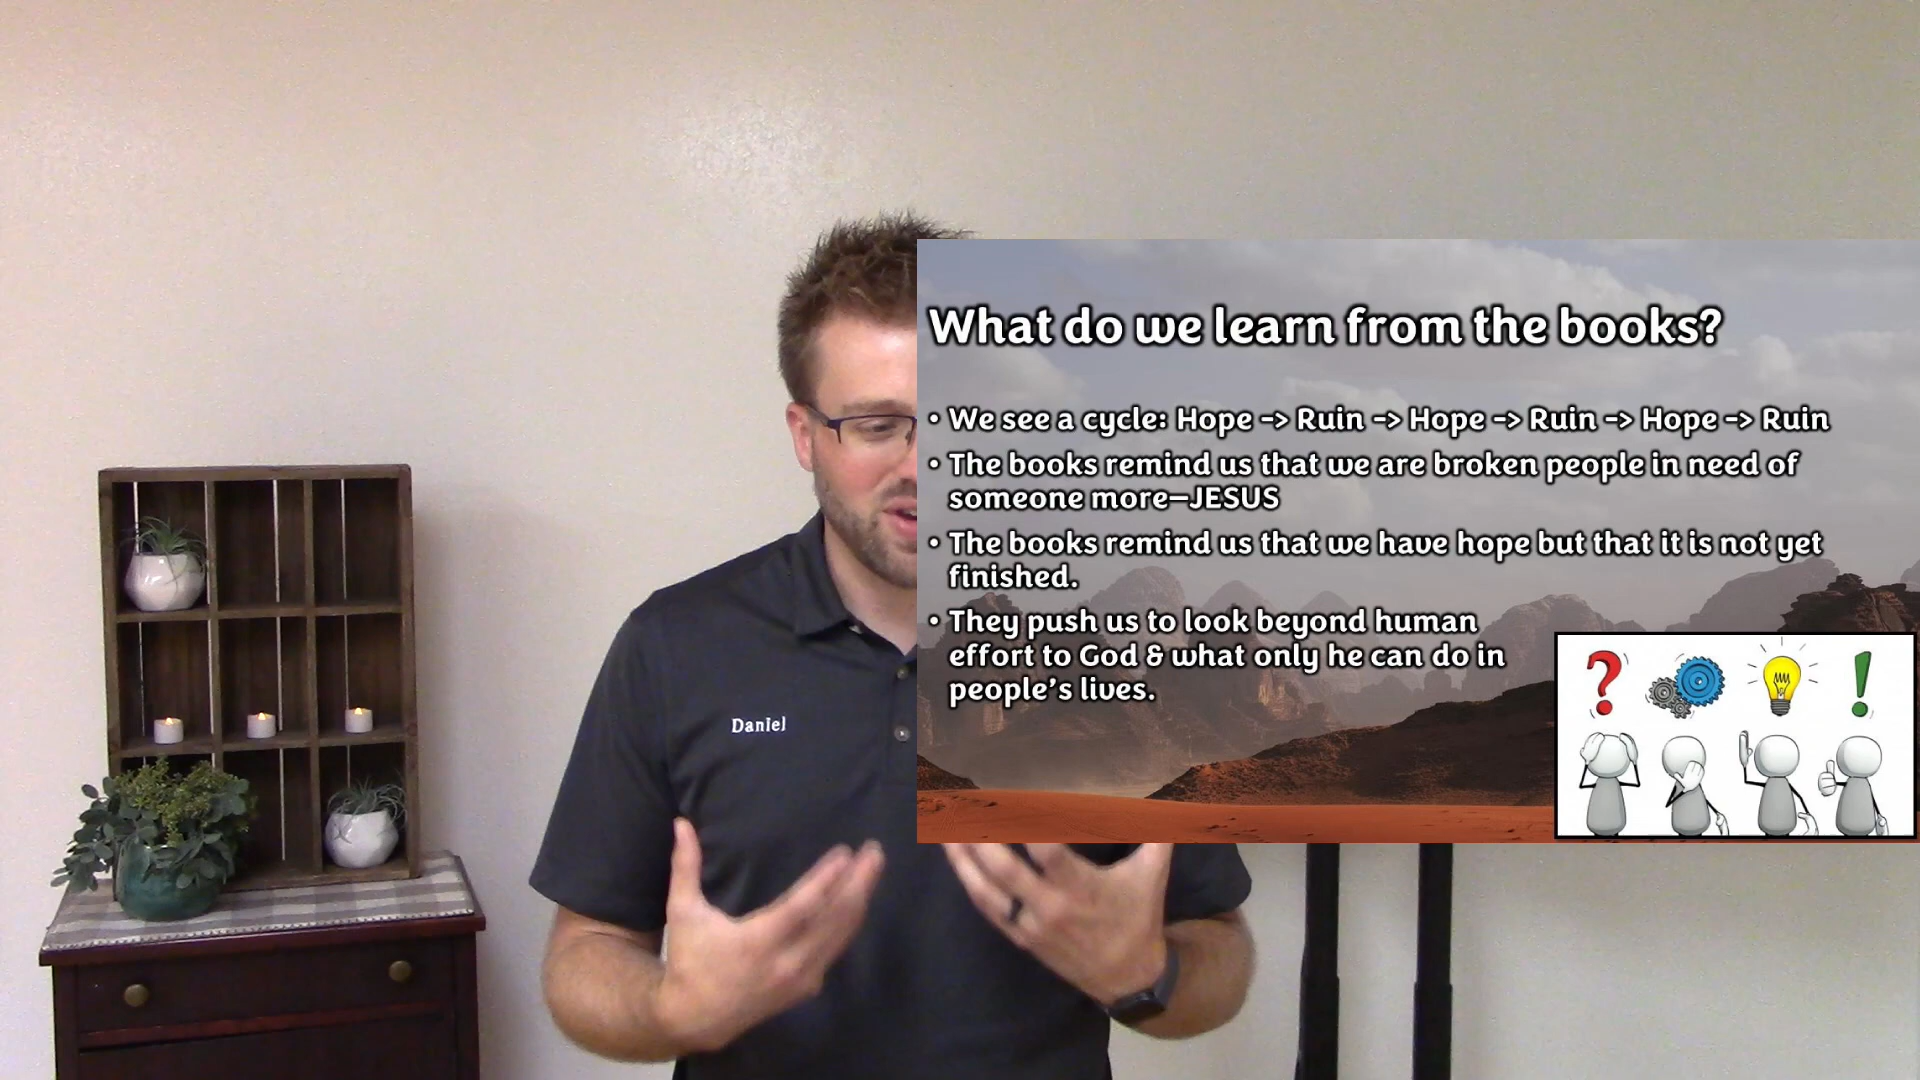 What do we learn from the books?
• We see a cycle: Hope -> Ruin -> Hope -> Ruin -> Hope -> Ruin
• The books remind us that we are broken people in need of
someone more—JESUS
• The books remind us that we have hope but that it is not yet
finished.
• They push us to look beyond human
effort to God & what only he can do in
people's lives.
? !
Daniel